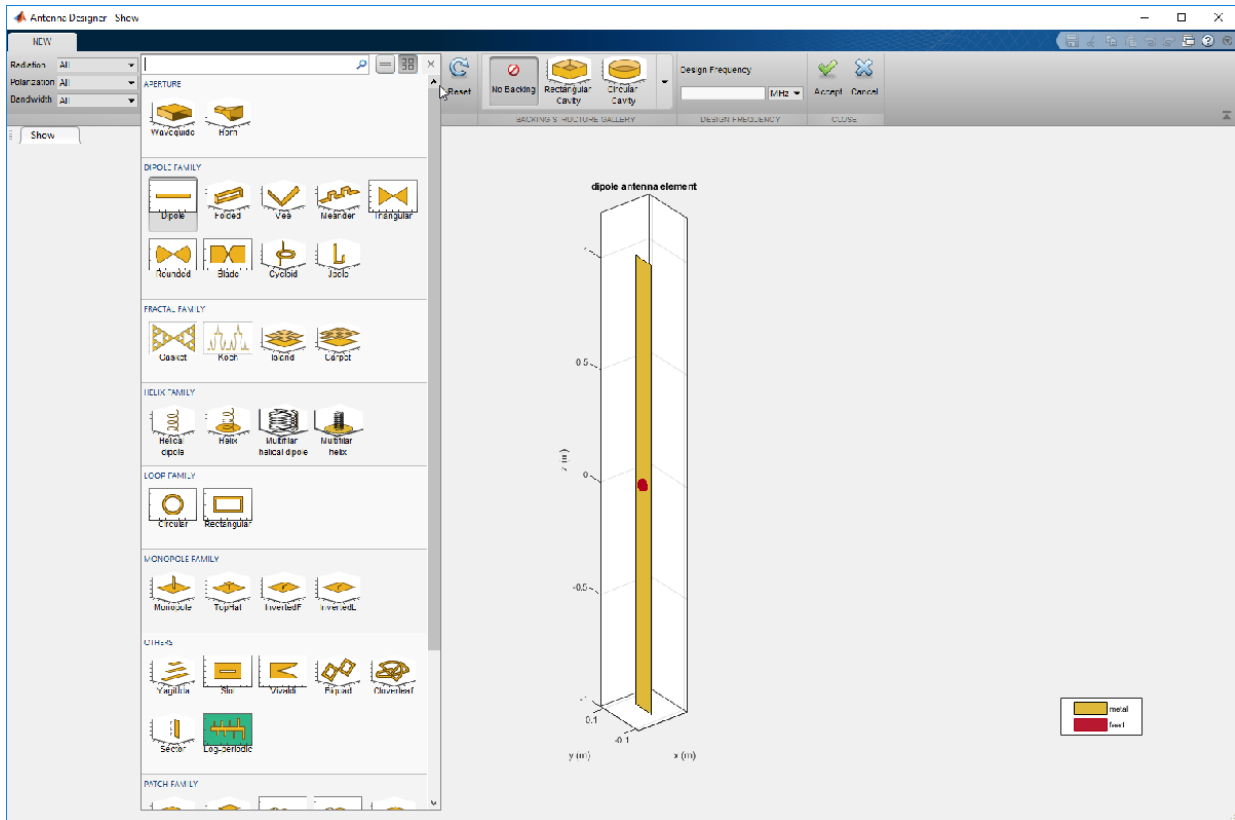 Antenna Designer - Show
NEW
Radiation All
Polarization All
Bandwidth All
Reset
No Backing
Rectangular Cavity
Circular Cavity
BACKING STRUCTURE GALLERY
Design Frequency
MHz
DESIGN FREQUENCY
Accept
Cancel
CLOSE
Show
APERTURE
Waveguide Horn
DIPOLE FAMILY
Dipole Folded Vee Meander Triangular
Rounded Blade Cycloid Jpole
FRACTAL FAMILY
Gasket Koch Island Carpet
HELIX FAMILY
Helical dipole
Helix
Multifilar helical dipole
Multifilar helix
LOOP FAMILY
Circular Rectangular
MONOPOLE FAMILY
Monopole TopHat InvertedF InvertedL
OTHERS
YagiUda Slot Vivaldi Biquad Cloverleaf
Sector Log-periodic
PATCH FAMILY
dipole antenna element
0.5
0
-0.5
-1
0.1
-0.1
z (m)
y (m)
x (m)
metal
feed